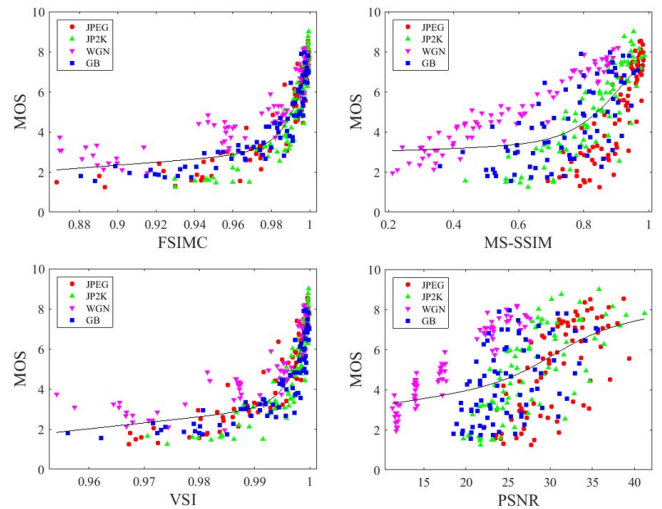 10
8
6
4
2
0
MOS
JPEG
JP2K
WGN
GB
0.88 0.9 0.92 0.94 0.96 0.98 1
FSIMC
10
8
6
4
2
0
MOS
JPEG
JP2K
WGN
GB
0.2 0.4 0.6 0.8 1
MS-SSIM
10
8
6
4
2
0
MOS
JPEG
JP2K
WGN
GB
0.96 0.97 0.98 0.99 1
VSI
10
8
6
4
2
0
MOS
JPEG
JP2K
WGN
GB
15 20 25 30 35 40
PSNR